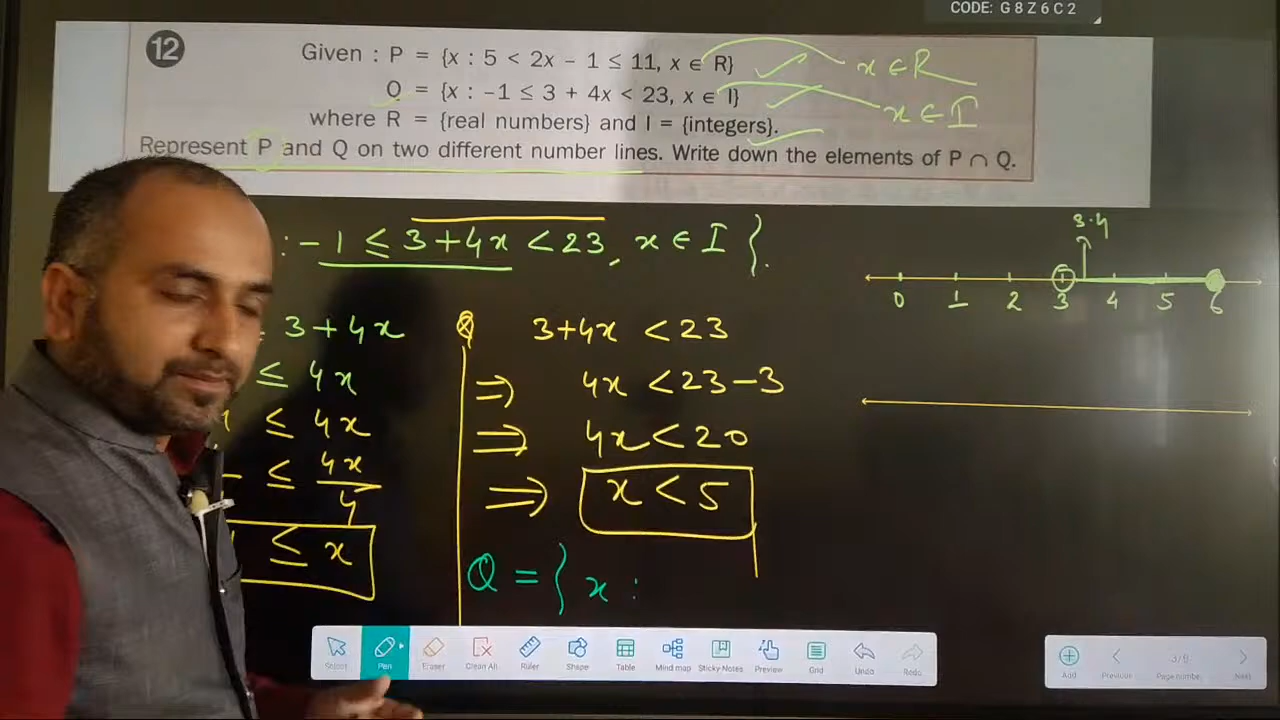 CODE: G 8 Z 6 C 2
12
Given : P = {x : 5 < 2x − 1 ≤ 11, x ∈ R}
x ∈ R
Q = {x : −1 ≤ 3 + 4x < 23, x ∈ I}
x ∈ I
where R = {real numbers} and I = {integers}.
Represent P and Q on two different number lines. Write down the elements of P ∩ Q.
: −1 ≤ 3+4x < 23, x ∈ I }.
3.4
0 1 2 3 4 5 6
3 + 4x
3+4x < 23
≤ 4x
⇒ 4x < 23−3
≤ 4x
⇒ 4x < 20
≤ 4x/4
⇒ x < 5
≤ x
Q = { x :
Select
Pen
Eraser
Clean All
Ruler
Shape
Table
Mind map
Sticky Notes
Preview
Grid
Undo
Redo
Add
Previous
Page number
Next